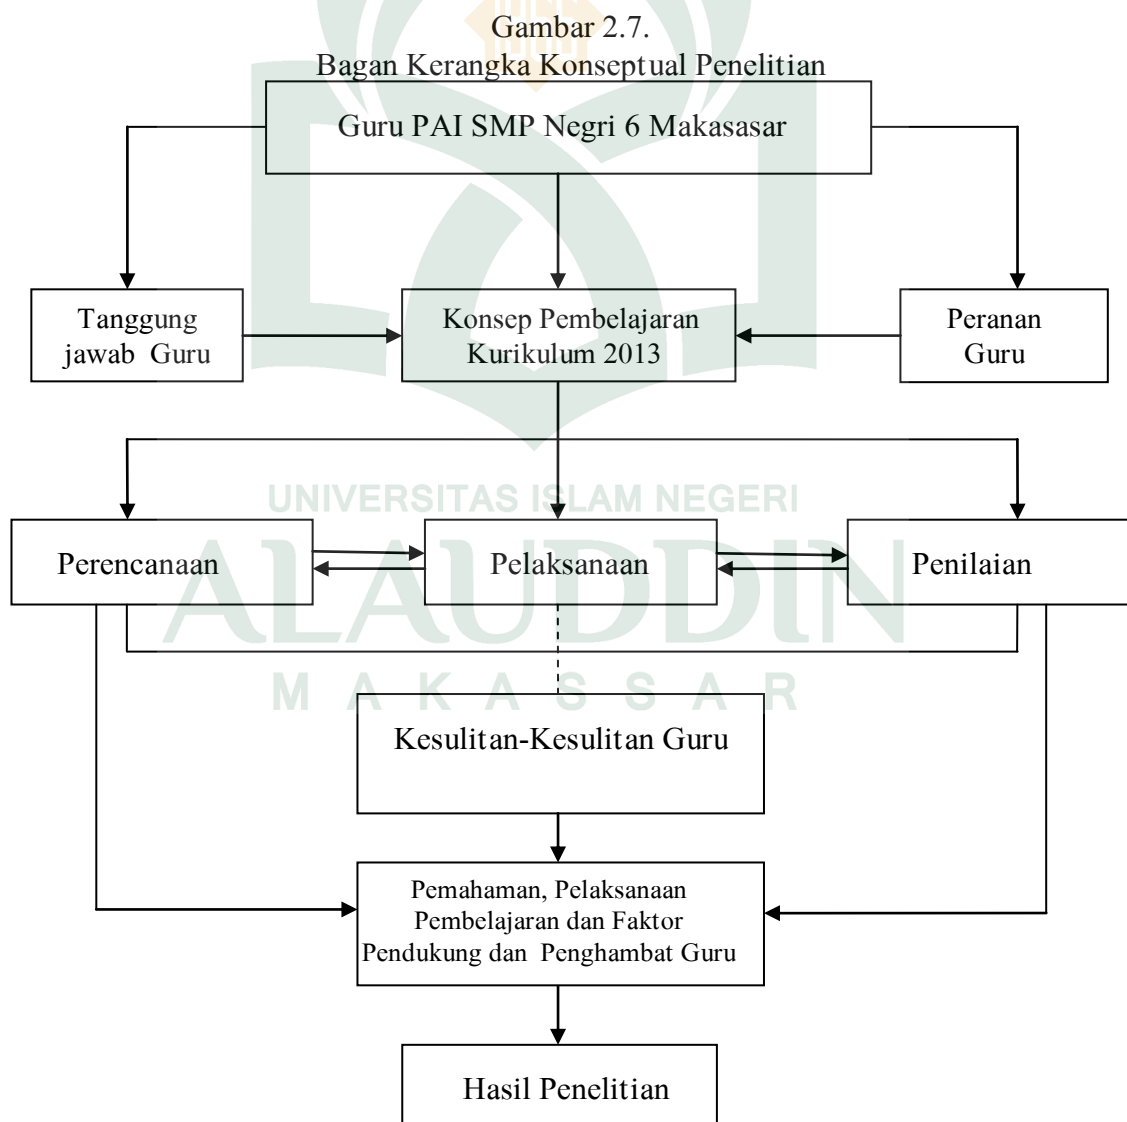 Gambar 2.7.
Bagan Kerangka Konseptual Penelitian
Guru PAI SMP Negri 6 Makasasar
Tanggung
jawab Guru
Konsep Pembelajaran
Kurikulum 2013
Peranan
Guru
UNIVERSITAS ISLAM NEGERI
Perencanaan
Pelaksanaan
Penilaian
ALAUDDIN
MAKASSAR
Kesulitan-Kesulitan Guru
Pemahaman, Pelaksanaan
Pembelajaran dan Faktor
Pendukung dan Penghambat Guru
Hasil Penelitian